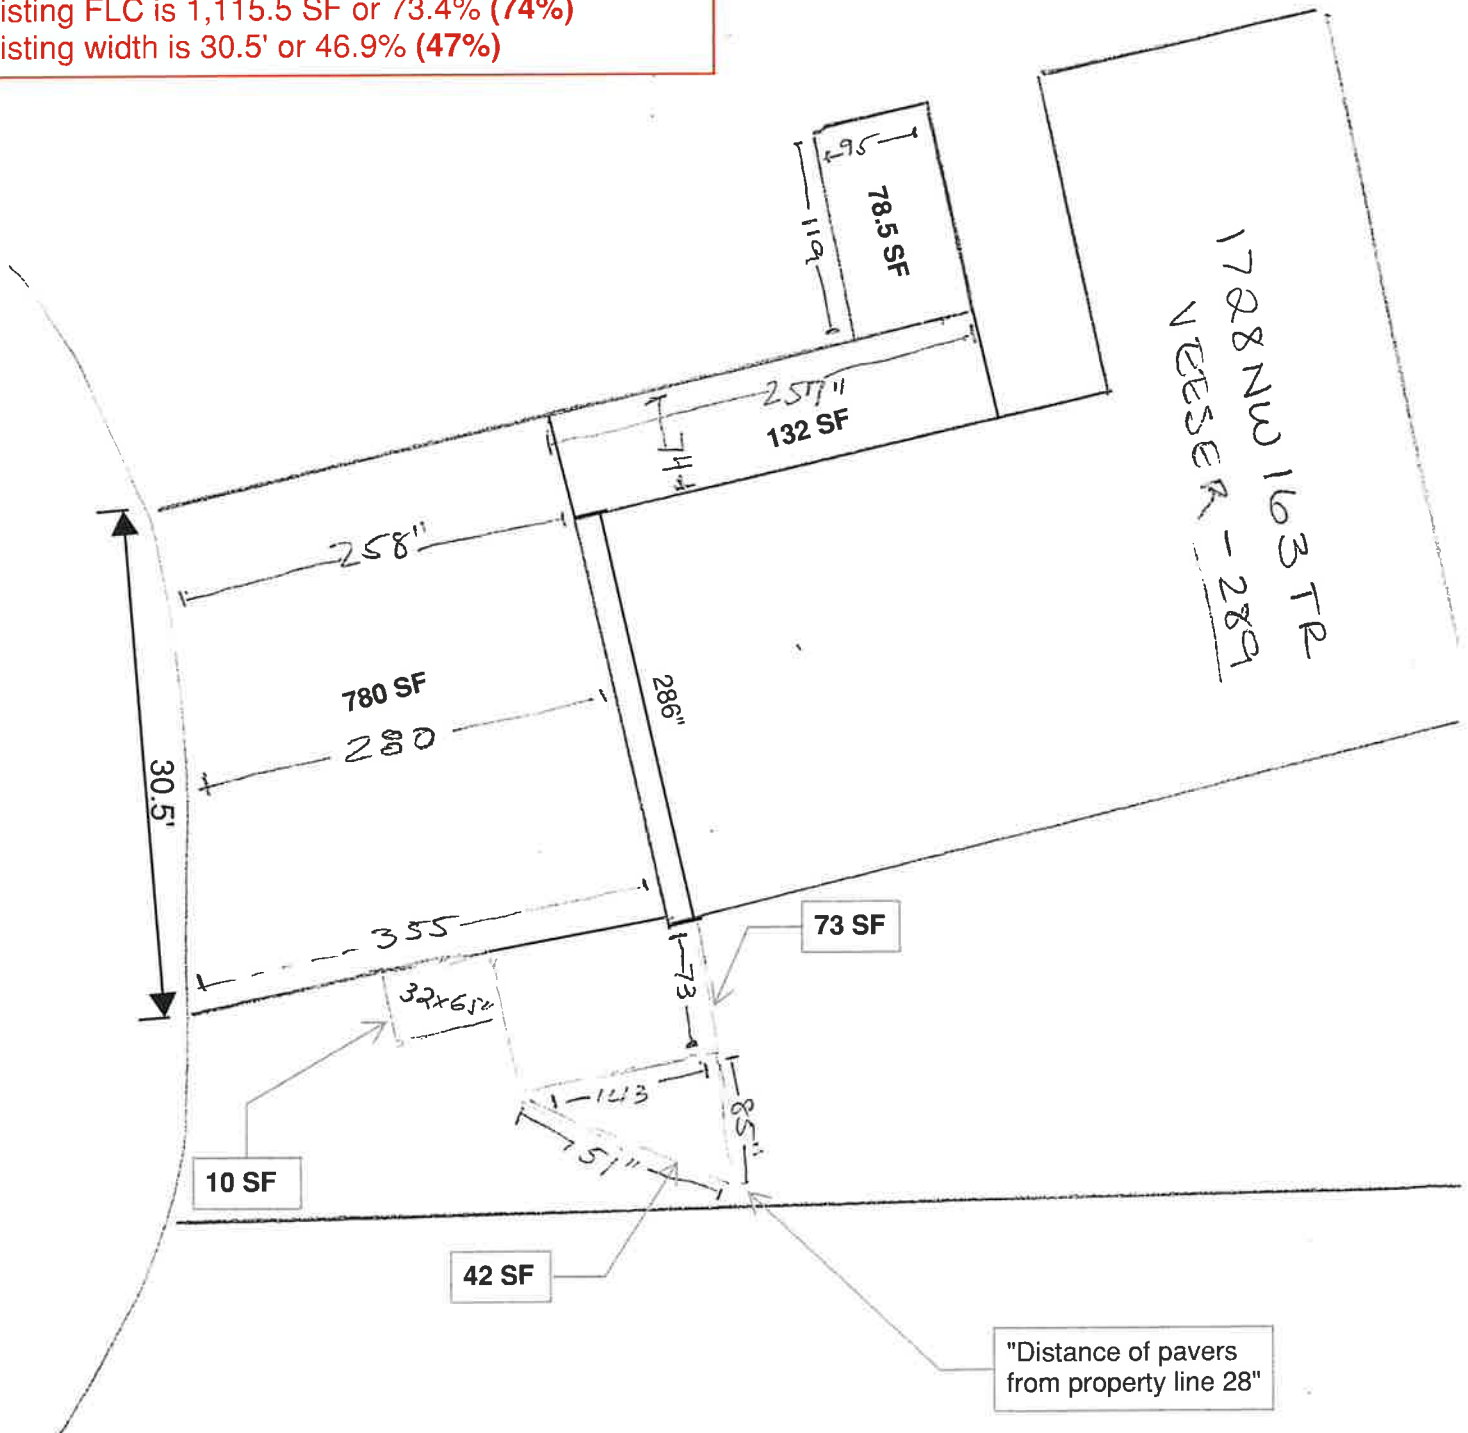 isting FLC is 1,115.5 SF or 73.4% (74%)
isting width is 30.5' or 46.9% (47%)
95
119
78.5 SF
1728 NW 163 TR
VEESER - 289
257"
132 SF
74
258"
780 SF
280
286"
30.5'
355
73 SF
73
32x65"
143
85"
151"
10 SF
42 SF
"Distance of pavers
from property line 28"